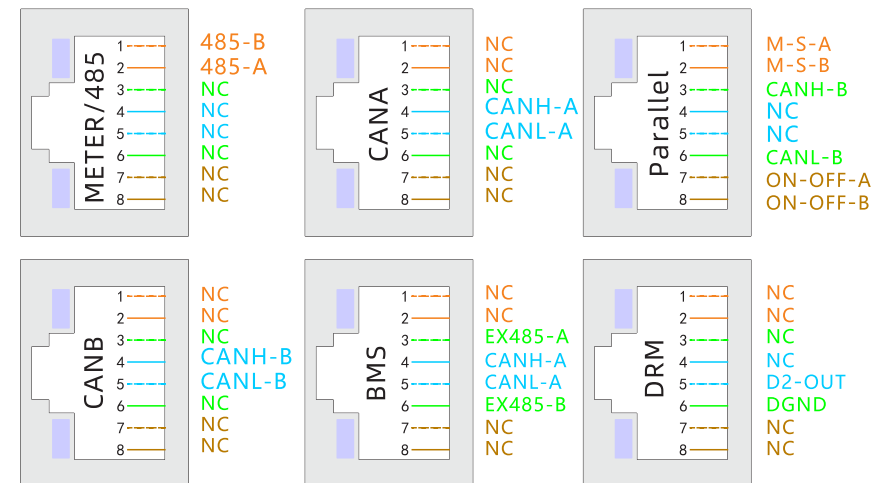 METER/485
1 485-B
2 485-A
3 NC
4 NC
5 NC
6 NC
7 NC
8 NC
CANA
1 NC
2 NC
3 NC
4 CANH-A
5 CANL-A
6 NC
7 NC
8 NC
Parallel
1 M-S-A
2 M-S-B
3 CANH-B
4 NC
5 NC
6 CANL-B
7 ON-OFF-A
8 ON-OFF-B
CANB
1 NC
2 NC
3 NC
4 CANH-B
5 CANL-B
6 NC
7 NC
8 NC
BMS
1 NC
2 NC
3 EX485-A
4 CANH-A
5 CANL-A
6 EX485-B
7 NC
8 NC
DRM
1 NC
2 NC
3 NC
4 NC
5 D2-OUT
6 DGND
7 NC
8 NC